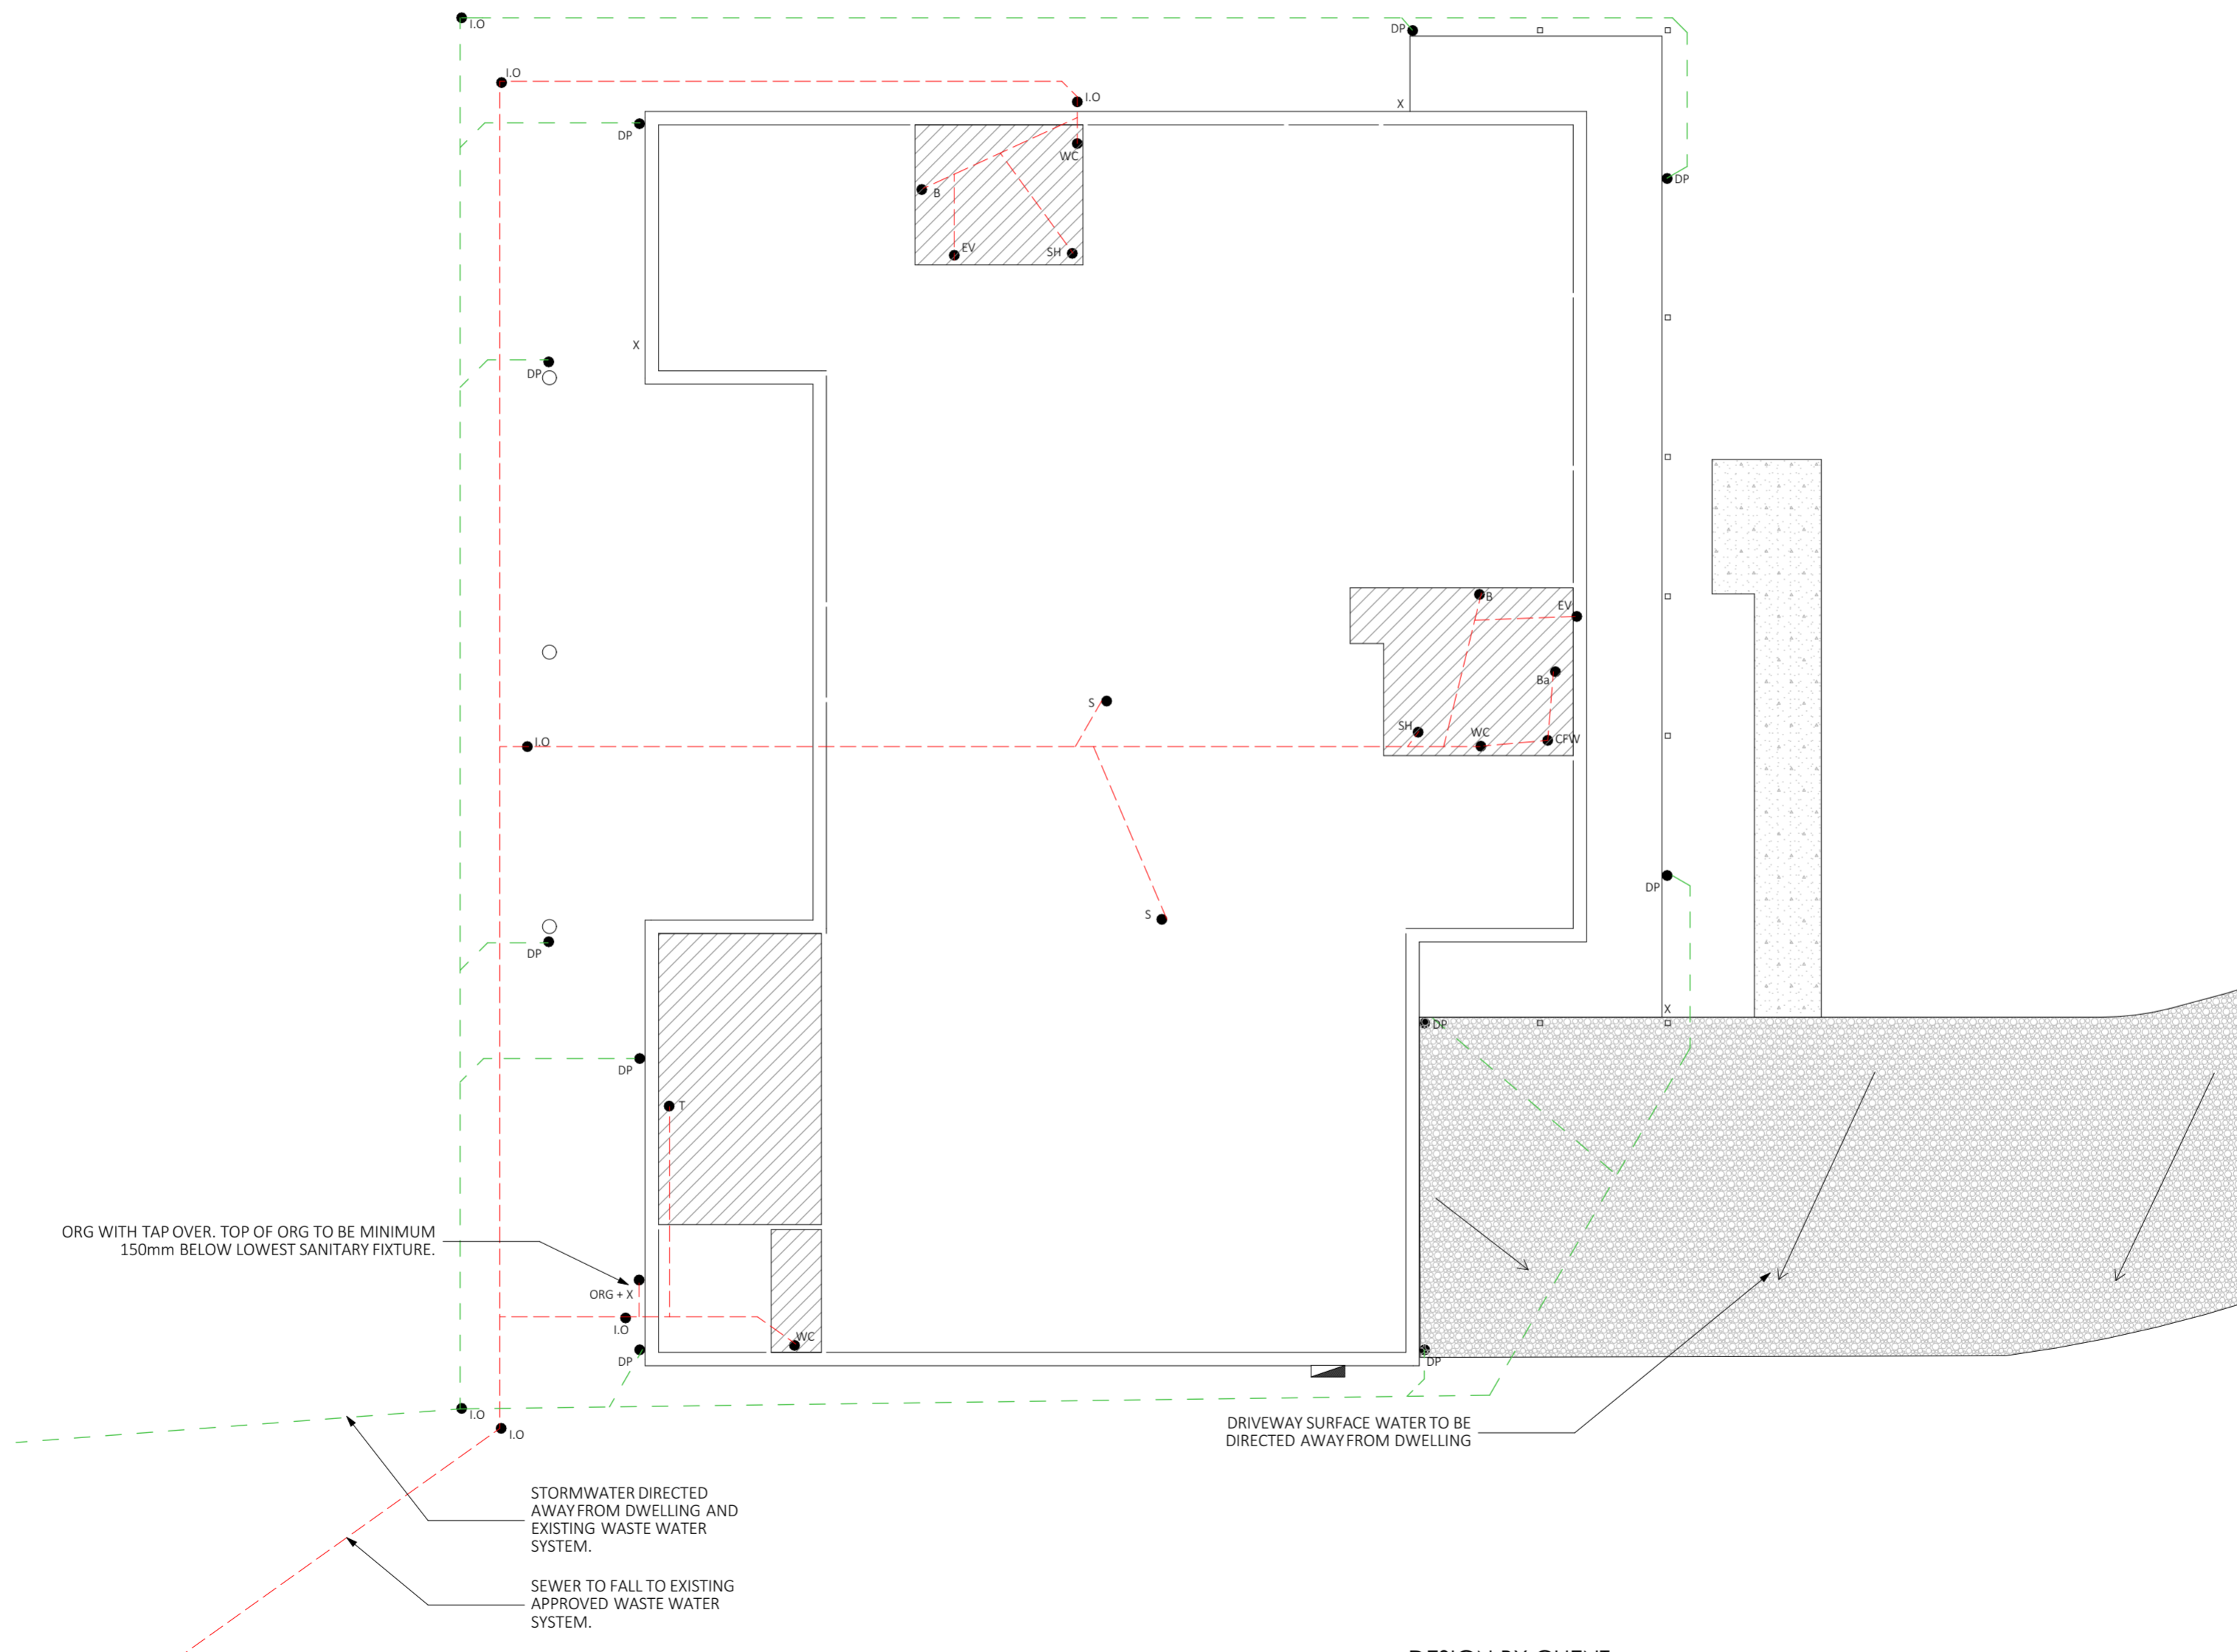 I.O
DP
I.O
I.O
X
DP
WC
DP
B
EV
SH
X
DP
B
EV
Ba
S
SH
WC
I.O
CFW
DP
S
DP
X
DP
DP
T
ORG WITH TAP OVER. TOP OF ORG TO BE MINIMUM
150mm BELOW LOWEST SANITARY FIXTURE.
ORG + X
I.O
WC
DP
DP
I.O
I.O
DRIVEWAY SURFACE WATER TO BE
DIRECTED AWAY FROM DWELLING
STORMWATER DIRECTED
AWAY FROM DWELLING AND
EXISTING WASTE WATER
SYSTEM.
SEWER TO FALL TO EXISTING
APPROVED WASTE WATER
SYSTEM.